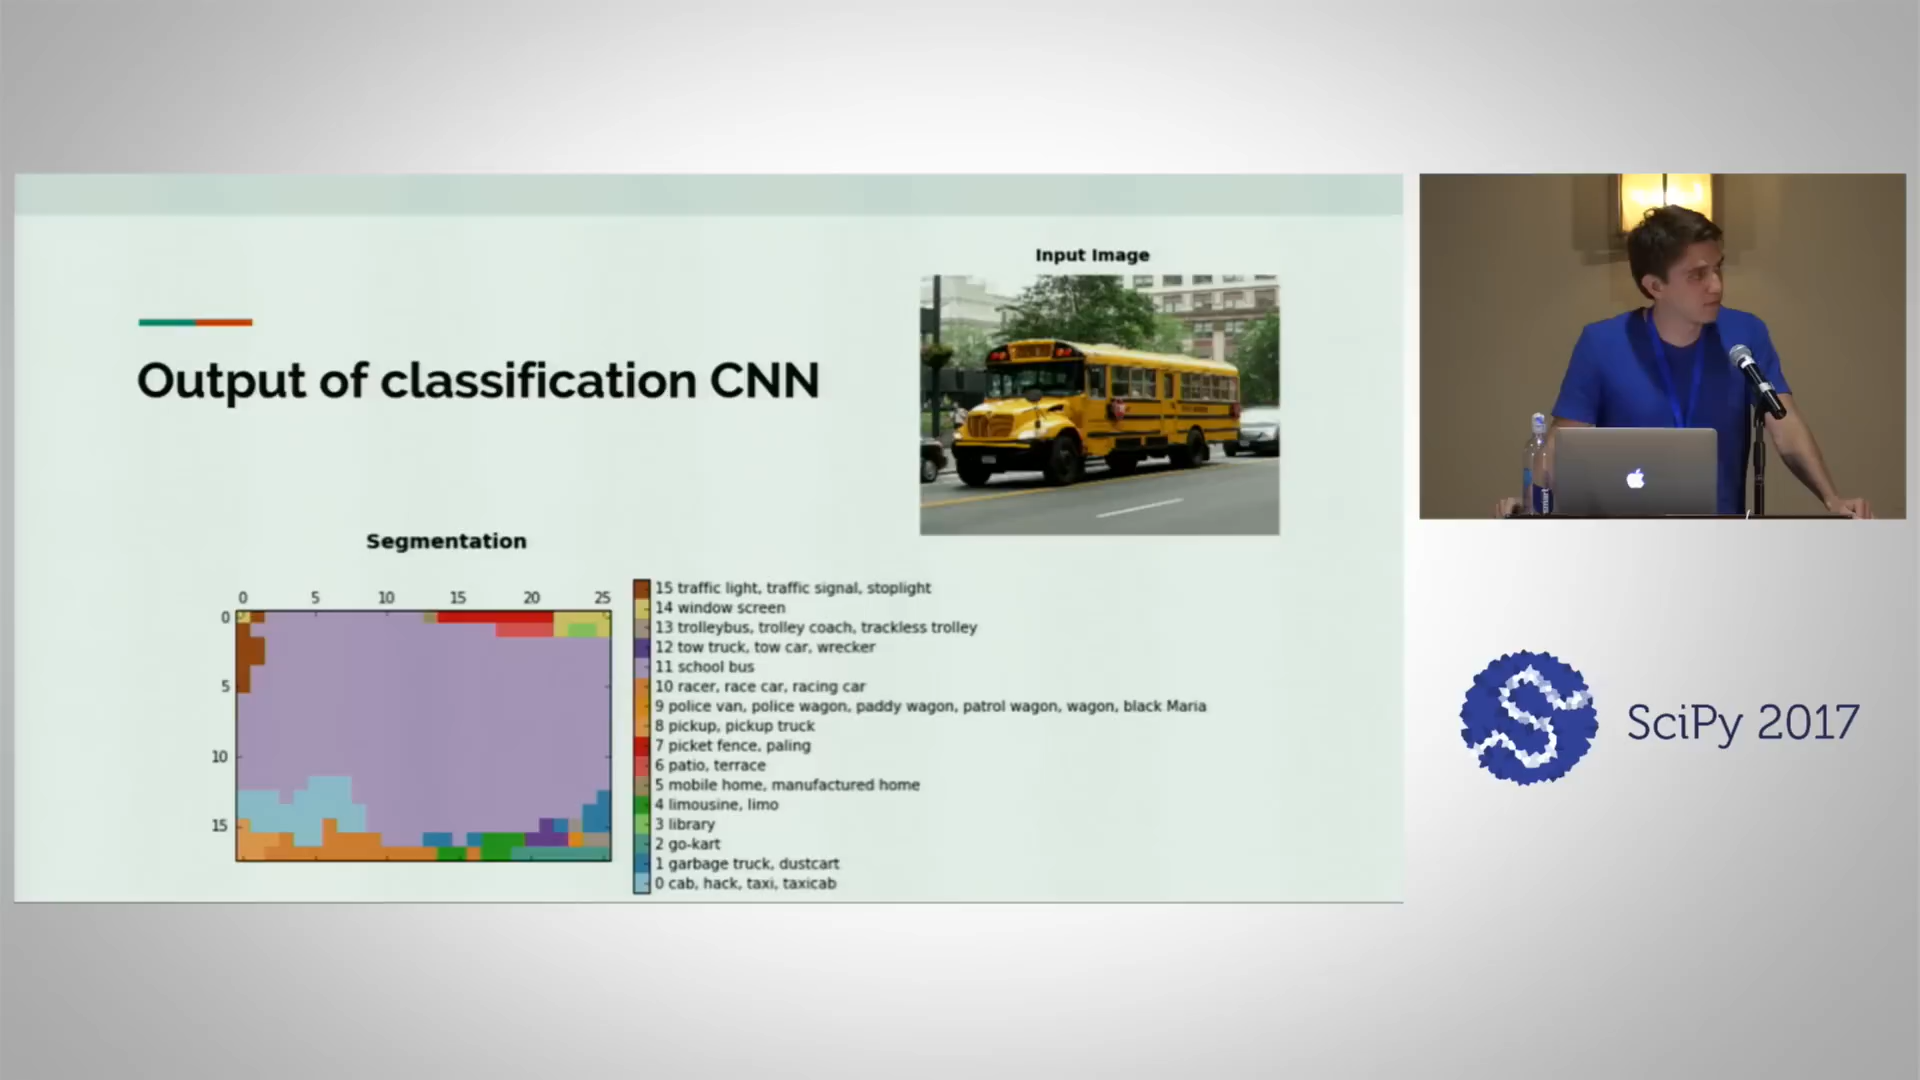 Input Image
Output of classification CNN
Segmentation
0 5 10 15 20 25
0
5
10
15
15 traffic light, traffic signal, stoplight
14 window screen
13 trolleybus, trolley coach, trackless trolley
12 tow truck, tow car, wrecker
11 school bus
10 racer, race car, racing car
9 police van, police wagon, paddy wagon, patrol wagon, wagon, black Maria
8 pickup, pickup truck
7 picket fence, paling
6 patio, terrace
5 mobile home, manufactured home
4 limousine, limo
3 library
2 go-kart
1 garbage truck, dustcart
0 cab, hack, taxi, taxicab
smart
SciPy 2017